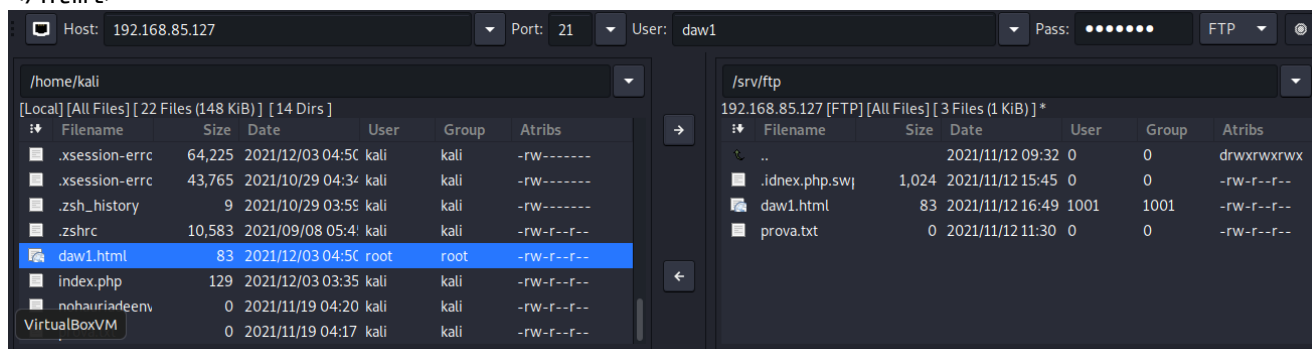 Host: 192.168.85.127 Port: 21 User: daw1 Pass: ●●●●●●● FTP
/home/kali
[Local] [All Files] [ 22 Files (148 KiB) ] [ 14 Dirs ]
Filename Size Date User Group Atribs
.xsession-errc 64,225 2021/12/03 04:50 kali kali -rw-------
.xsession-errc 43,765 2021/10/29 04:34 kali kali -rw-------
.zsh_history 9 2021/10/29 03:59 kali kali -rw-------
.zshrc 10,583 2021/09/08 05:4 kali kali -rw-r--r--
daw1.html 83 2021/12/03 04:50 root root -rw-r--r--
index.php 129 2021/12/03 03:35 kali kali -rw-r--r--
nohauriadeenv 0 2021/11/19 04:20 kali kali -rw-r--r--
VirtualBoxVM 0 2021/11/19 04:17 kali kali -rw-r--r--
/srv/ftp
192.168.85.127 [FTP] [All Files] [ 3 Files (1 KiB) ] *
Filename Size Date User Group Atribs
.. 2021/11/12 09:32 0 0 drwxrwxrwx
.idnex.php.swp 1,024 2021/11/12 15:45 0 0 -rw-r--r--
daw1.html 83 2021/11/12 16:49 1001 1001 -rw-r--r--
prova.txt 0 2021/11/12 11:30 0 0 -rw-r--r--